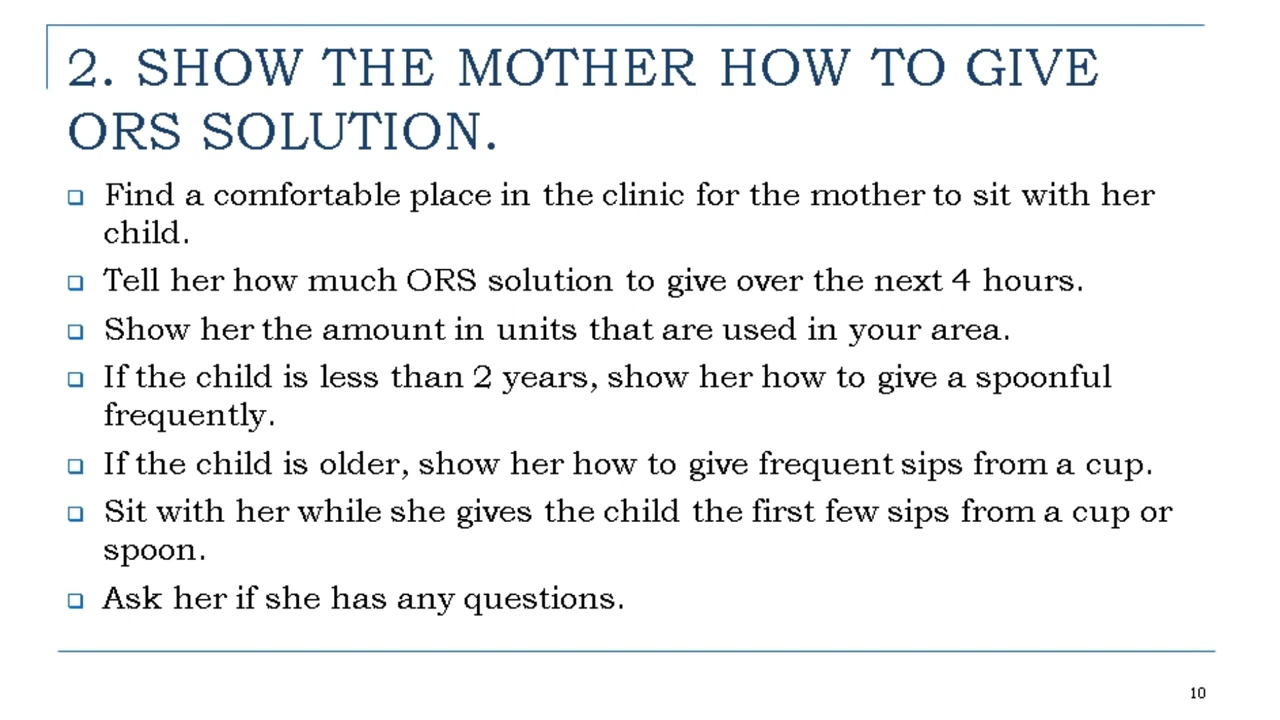 2. SHOW THE MOTHER HOW TO GIVE
ORS SOLUTION.
Find a comfortable place in the clinic for the mother to sit with her
child.
Tell her how much ORS solution to give over the next 4 hours.
Show her the amount in units that are used in your area.
If the child is less than 2 years, show her how to give a spoonful
frequently.
If the child is older, show her how to give frequent sips from a cup.
Sit with her while she gives the child the first few sips from a cup or
spoon.
Ask her if she has any questions.
10